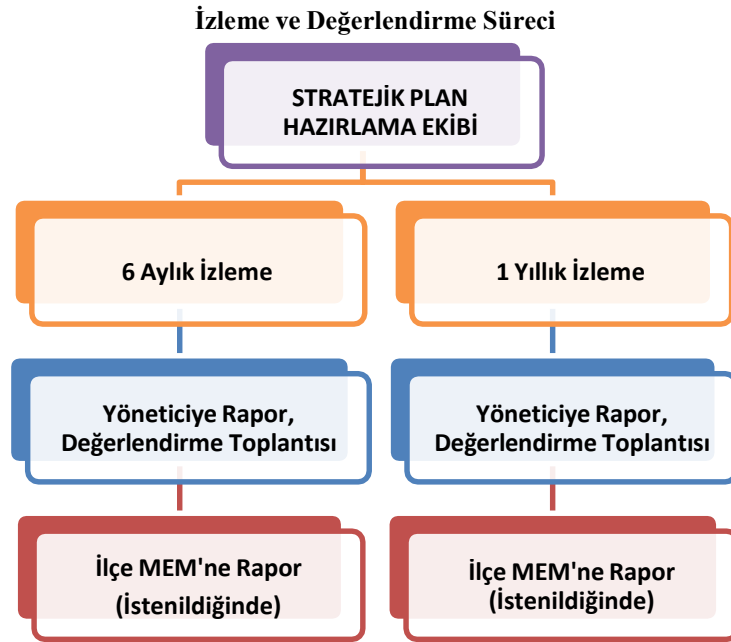 İzleme ve Değerlendirme Süreci
STRATEJİK PLAN
HAZIRLAMA EKİBİ
6 Aylık İzleme
1 Yıllık İzleme
Yöneticiye Rapor,
Değerlendirme Toplantısı
Yöneticiye Rapor,
Değerlendirme Toplantısı
İlçe MEM'ne Rapor
(İstenildiğinde)
İlçe MEM'ne Rapor
(İstenildiğinde)